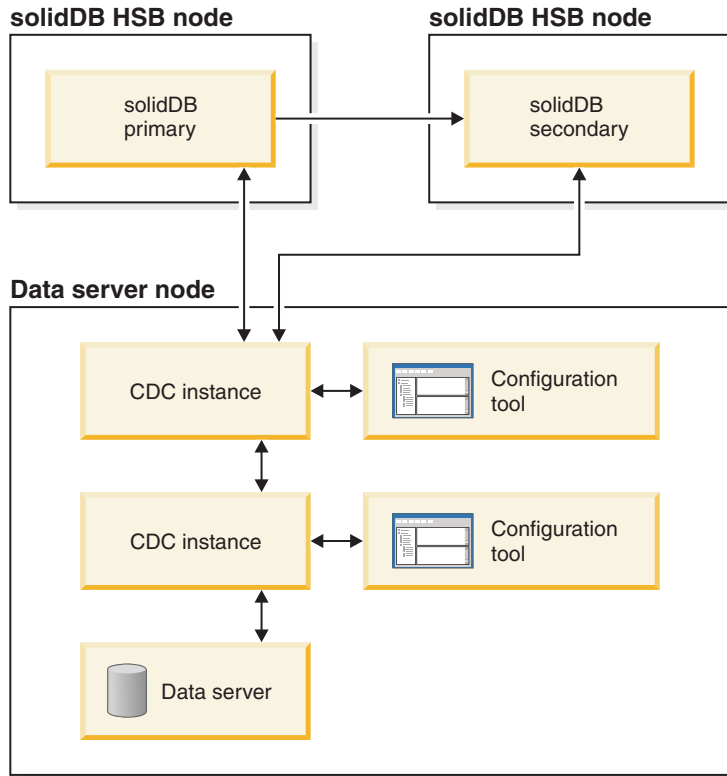 solidDB HSB node
solidDB HSB node
solidDB
primary
solidDB
secondary
Data server node
CDC instance
Configuration
tool
CDC instance
Configuration
tool
Data server